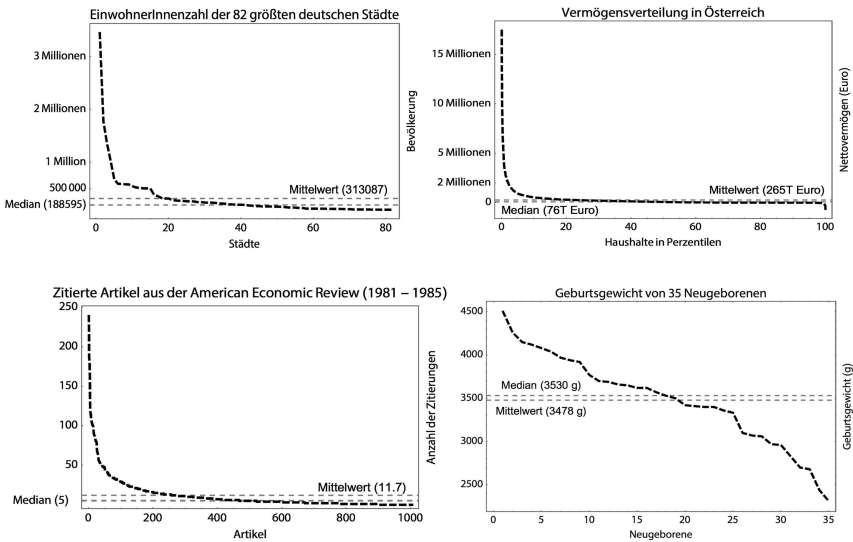 EinwohnerInnenzahl der 82 größten deutschen Städte
3 Millionen
2 Millionen
1 Million
500 000
Median (188595)
Mittelwert (313087)
0 20 40 60 80
Städte
Bevölkerung
Vermögensverteilung in Österreich
15 Millionen
10 Millionen
5 Millionen
2 Millionen
0
Mittelwert (265T Euro)
Median (76T Euro)
0 20 40 60 80 100
Haushalte in Perzentilen
Nettovermögen (Euro)
Zitierte Artikel aus der American Economic Review (1981 – 1985)
250
200
150
100
50
Median (5)
Mittelwert (11.7)
0 200 400 600 800 1000
Artikel
Anzahl der Zitierungen
Geburtsgewicht von 35 Neugeborenen
4500
4000
3500
3000
2500
Median (3530 g)
Mittelwert (3478 g)
0 5 10 15 20 25 30 35
Neugeborene
Geburtsgewicht (g)